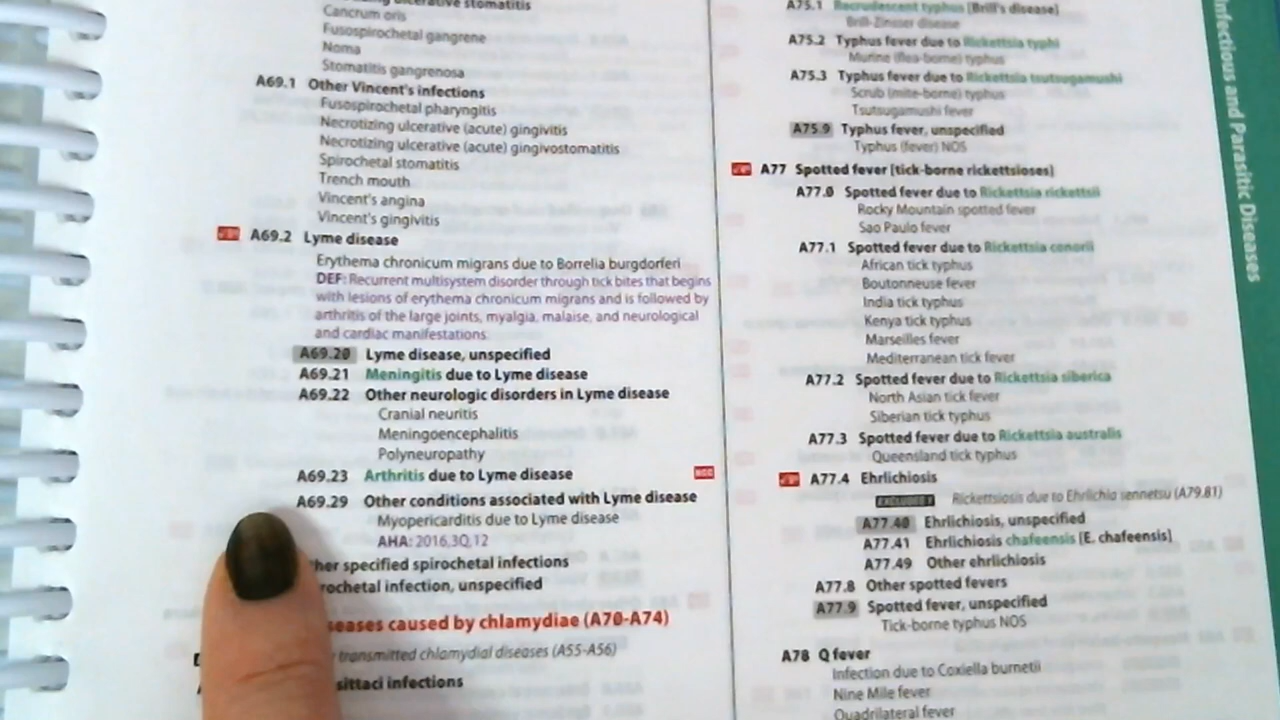 ulcerative stomatitis
Cancrum oris
Fusospirochetal gangrene
Noma
Stomatitis gangrenosa
A69.1 Other Vincent's infections
Fusospirochetal pharyngitis
Necrotizing ulcerative (acute) gingivitis
Necrotizing ulcerative (acute) gingivostomatitis
Spirochetal stomatitis
Trench mouth
Vincent's angina
Vincent's gingivitis
A69.2 Lyme disease
Erythema chronicum migrans due to Borrelia burgdorferi
DEF: Recurrent multisystem disorder through tick bites that begins
with lesions of erythema chronicum migrans and is followed by
arthritis of the large joints, myalgia, malaise, and neurological
and cardiac manifestations.
A69.20 Lyme disease, unspecified
A69.21 Meningitis due to Lyme disease
A69.22 Other neurologic disorders in Lyme disease
Cranial neuritis
Meningoencephalitis
Polyneuropathy
A69.23 Arthritis due to Lyme disease
A69.29 Other conditions associated with Lyme disease
Myopericarditis due to Lyme disease
AHA: 2016,3Q,12
her specified spirochetal infections
rochetal infection, unspecified
eases caused by chlamydiae (A70-A74)
transmitted chlamydial diseases (A55-A56)
sittaci infections
A75.1 Recrudescent typhus [Brill's disease]
Brill-Zinsser disease
A75.2 Typhus fever due to Rickettsia typhi
Murine (flea-borne) typhus
A75.3 Typhus fever due to Rickettsia tsutsugamushi
Scrub (mite-borne) typhus
Tsutsugamushi fever
A75.9 Typhus fever, unspecified
Typhus (fever) NOS
A77 Spotted fever [tick-borne rickettsioses]
A77.0 Spotted fever due to Rickettsia rickettsii
Rocky Mountain spotted fever
Sao Paulo fever
A77.1 Spotted fever due to Rickettsia conorii
African tick typhus
Boutonneuse fever
India tick typhus
Kenya tick typhus
Marseilles fever
Mediterranean tick fever
A77.2 Spotted fever due to Rickettsia siberica
North Asian tick fever
Siberian tick typhus
A77.3 Spotted fever due to Rickettsia australis
Queensland tick typhus
A77.4 Ehrlichiosis
EXCLUDES 1 Rickettsiosis due to Ehrlichia sennetsu (A79.81)
A77.40 Ehrlichiosis, unspecified
A77.41 Ehrlichiosis chafeensis [E. chafeensis]
A77.49 Other ehrlichiosis
A77.8 Other spotted fevers
A77.9 Spotted fever, unspecified
Tick-borne typhus NOS
A78 Q fever
Infection due to Coxiella burnetii
Nine Mile fever
Quadrilateral fever
Infectious and Parasitic Diseases